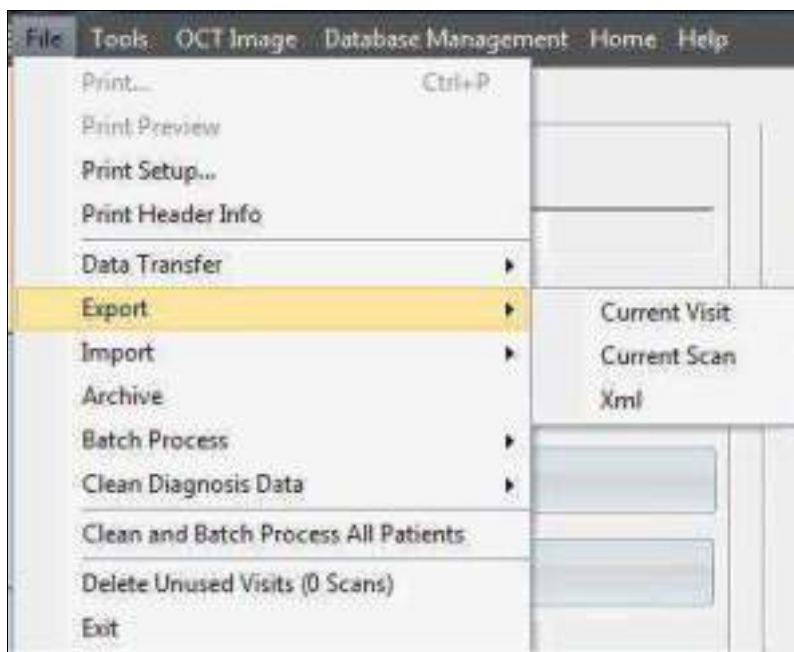 File Tools OCT Image Database Management Home Help
Print... Ctrl+P
Print Preview
Print Setup...
Print Header Info
Data Transfer
Export
Import
Archive
Batch Process
Clean Diagnosis Data
Clean and Batch Process All Patients
Delete Unused Visits (0 Scans)
Exit
Current Visit
Current Scan
Xml